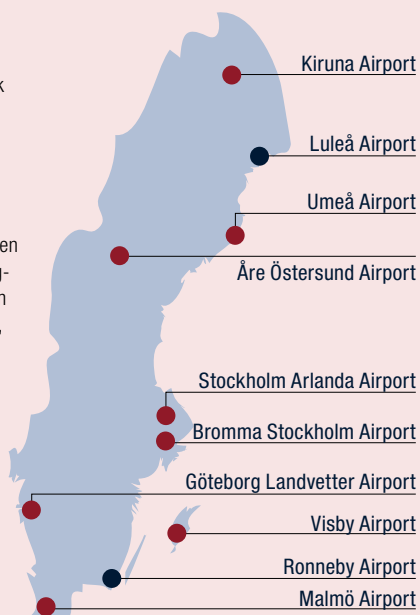 k
en
g-
n
,
Kiruna Airport
Luleå Airport
Umeå Airport
Åre Östersund Airport
Stockholm Arlanda Airport
Bromma Stockholm Airport
Göteborg Landvetter Airport
Visby Airport
Ronneby Airport
Malmö Airport